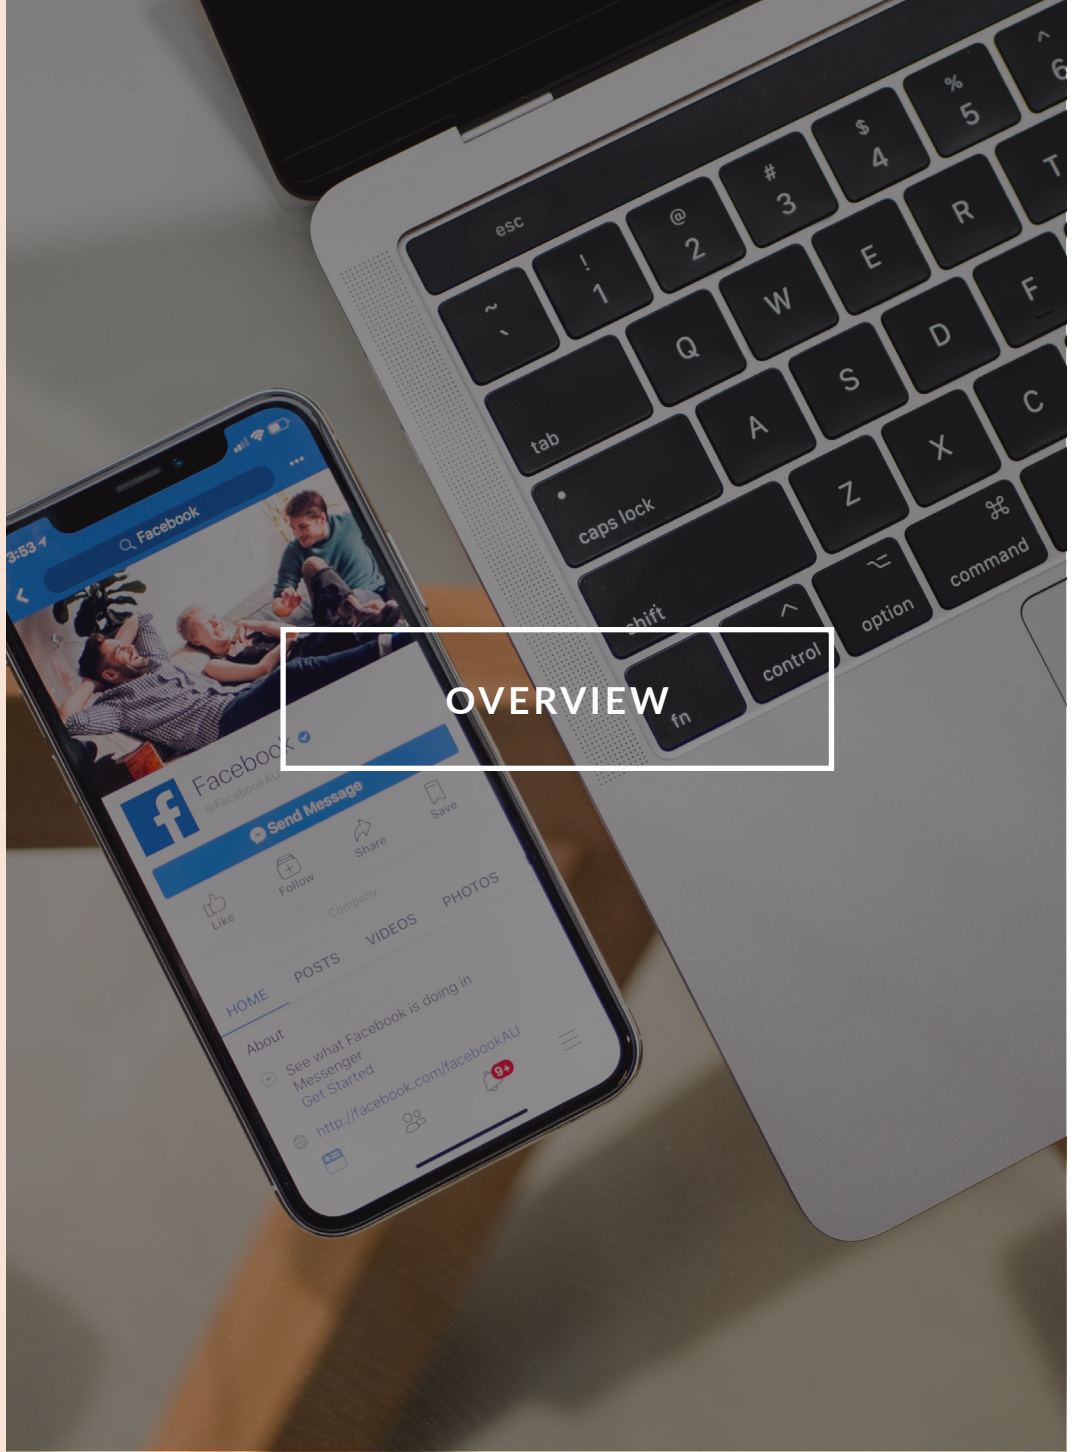 esc
~
`
!
1
@
2
#
3
$
4
%
5
^
6
tab
Q
W
E
R
T
caps lock
A
S
D
F
shift
Z
X
C
fn
control
option
command
OVERVIEW
3:53
Facebook
Facebook
@FacebookAU
Send Message
Like
Follow
Share
Save
Company
HOME
POSTS
VIDEOS
PHOTOS
About
See what Facebook is doing in
Messenger
Get Started
http://facebook.com/facebookAU
9+